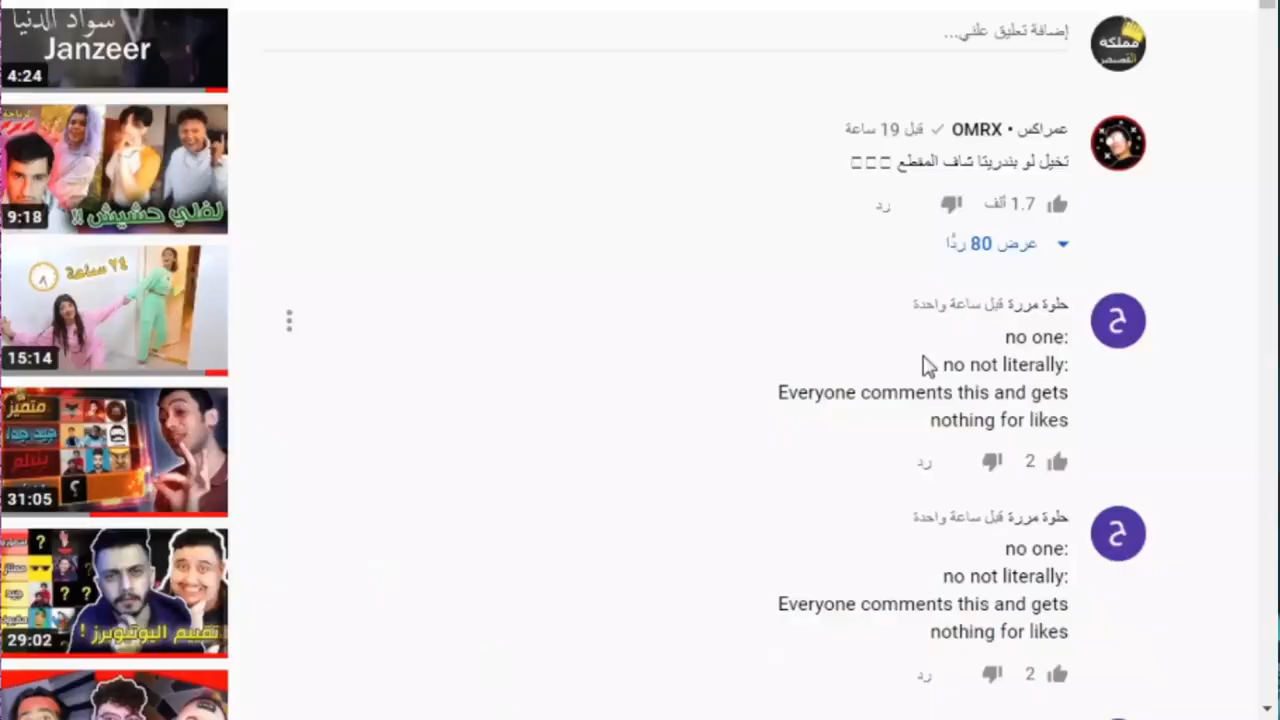 إضافة تعليق علني...
مملكة
القصص
عمراكس • OMRX ✓ قبل 19 ساعة
تخيل لو بندريتا شاف المقطع □ □ □
1.7 ألف
رد
عرض 80 ردًا
حلوة مررة قبل ساعة واحدة
ح
no one:
no not literally:
Everyone comments this and gets
nothing for likes
2
رد
حلوة مررة قبل ساعة واحدة
ح
no one:
no not literally:
Everyone comments this and gets
nothing for likes
2
رد
سواد الدنيا
Janzeer
4:24
لفلي حشيش !!
9:18
٢٤ ساعة
15:14
متميز
جيد جدا
31:05
? ? ?
تقييم اليوتيوبرز !
29:02